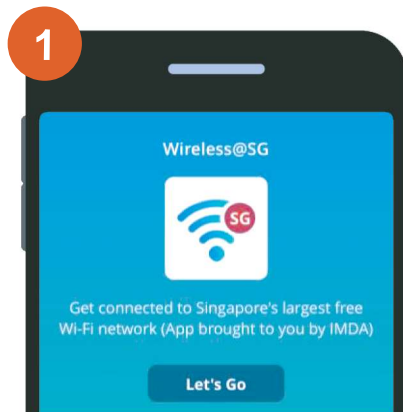 1
Wireless@SG
SG
Get connected to Singapore's largest free
Wi-Fi network (App brought to you by IMDA)
Let's Go